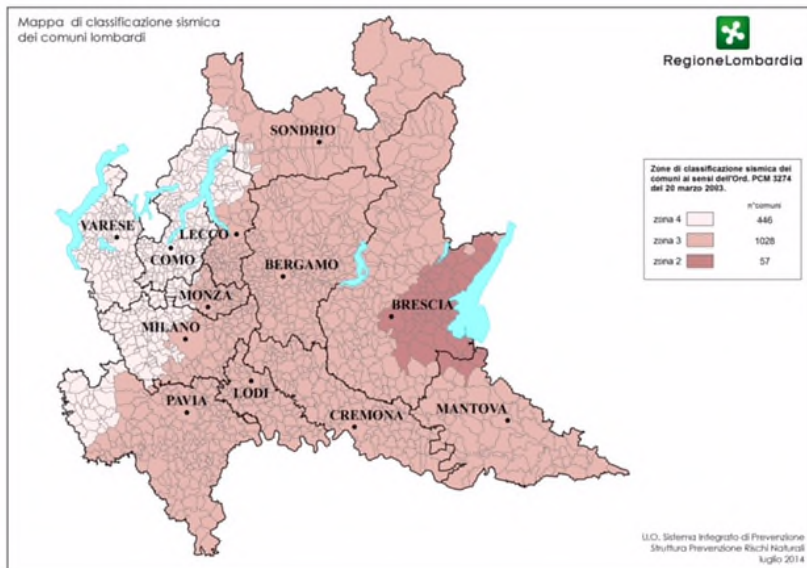 Mappa di classificazione sismica
dei comuni lombardi
RegioneLombardia
SONDRIO
VARESE
LECCO
COMO
BERGAMO
MONZA
BRESCIA
MILANO
LODI
PAVIA
CREMONA
MANTOVA
Zone di classificazione sismica dei
comuni ai sensi dell'Ord. PCM 3274
del 20 marzo 2003.
n°comuni
zona 4 446
zona 3 1028
zona 2 57
U.O. Sistema Integrato di Prevenzione
Struttura Prevenzione Rischi Naturali
luglio 2014